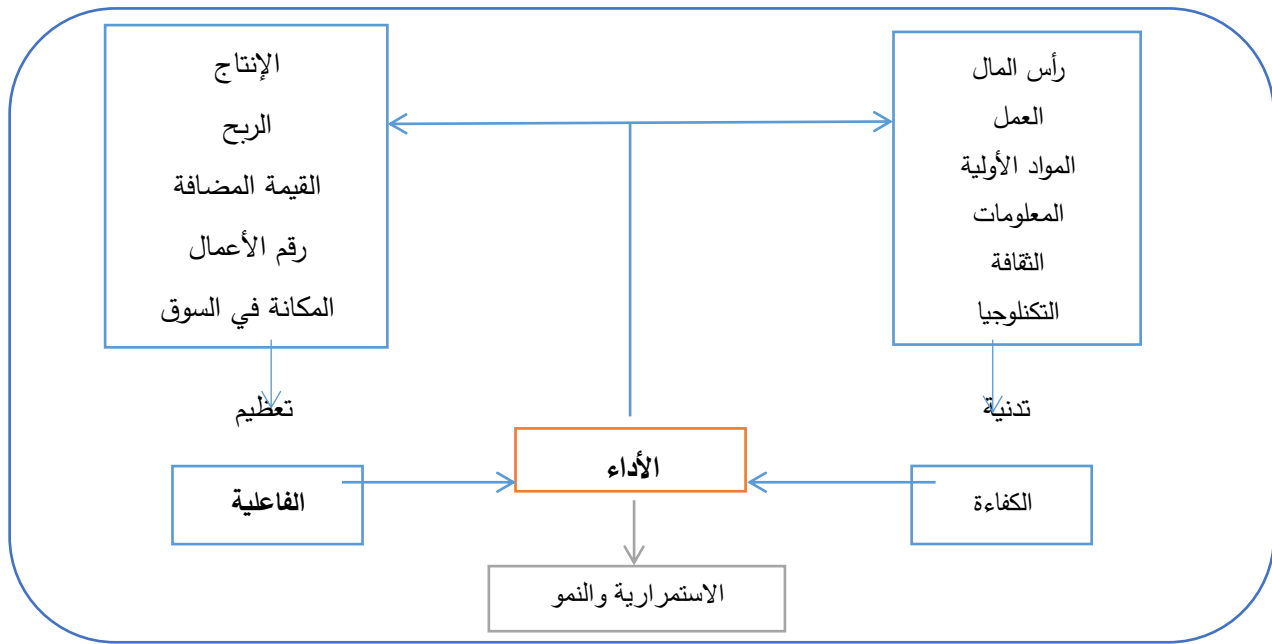 رأس المال
العمل
المواد الأولية
المعلومات
الثقافة
التكنلوجيا
الإنتاج
الربح
القيمة المضافة
رقم الأعمال
المكانة في السوق
تدنية
تعظيم
الأداء
الكفاءة
الفاعلية
الاستمرارية والنمو